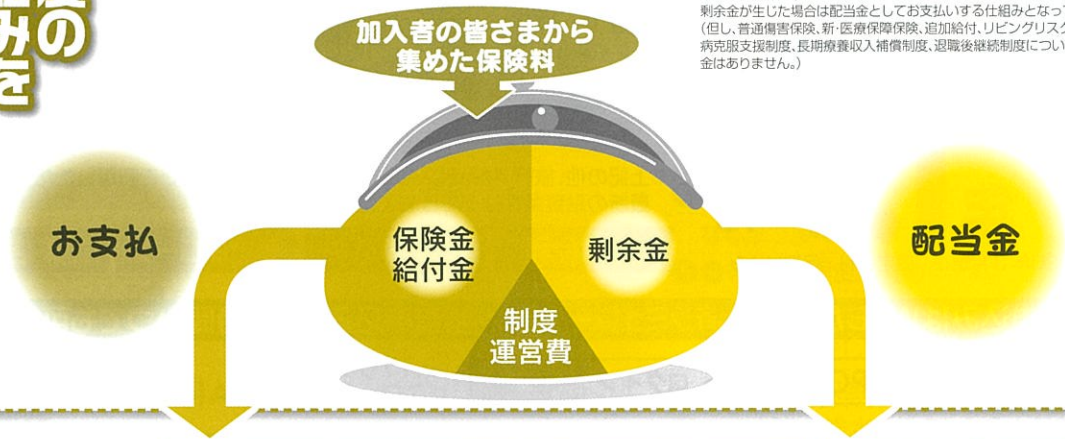 度の
みを
剰余金が生じた場合は配当金としてお支払いする仕組みとなっ
(但し、普通傷害保険、新・医療保障保険、追加給付、リビングリスク
病克服支援制度、長期療養収入補償制度、退職後継続制度につい
金はありません。)
加入者の皆さまから
集めた保険料
お支払
保険金
給付金
剰余金
制度
運営費
配当金